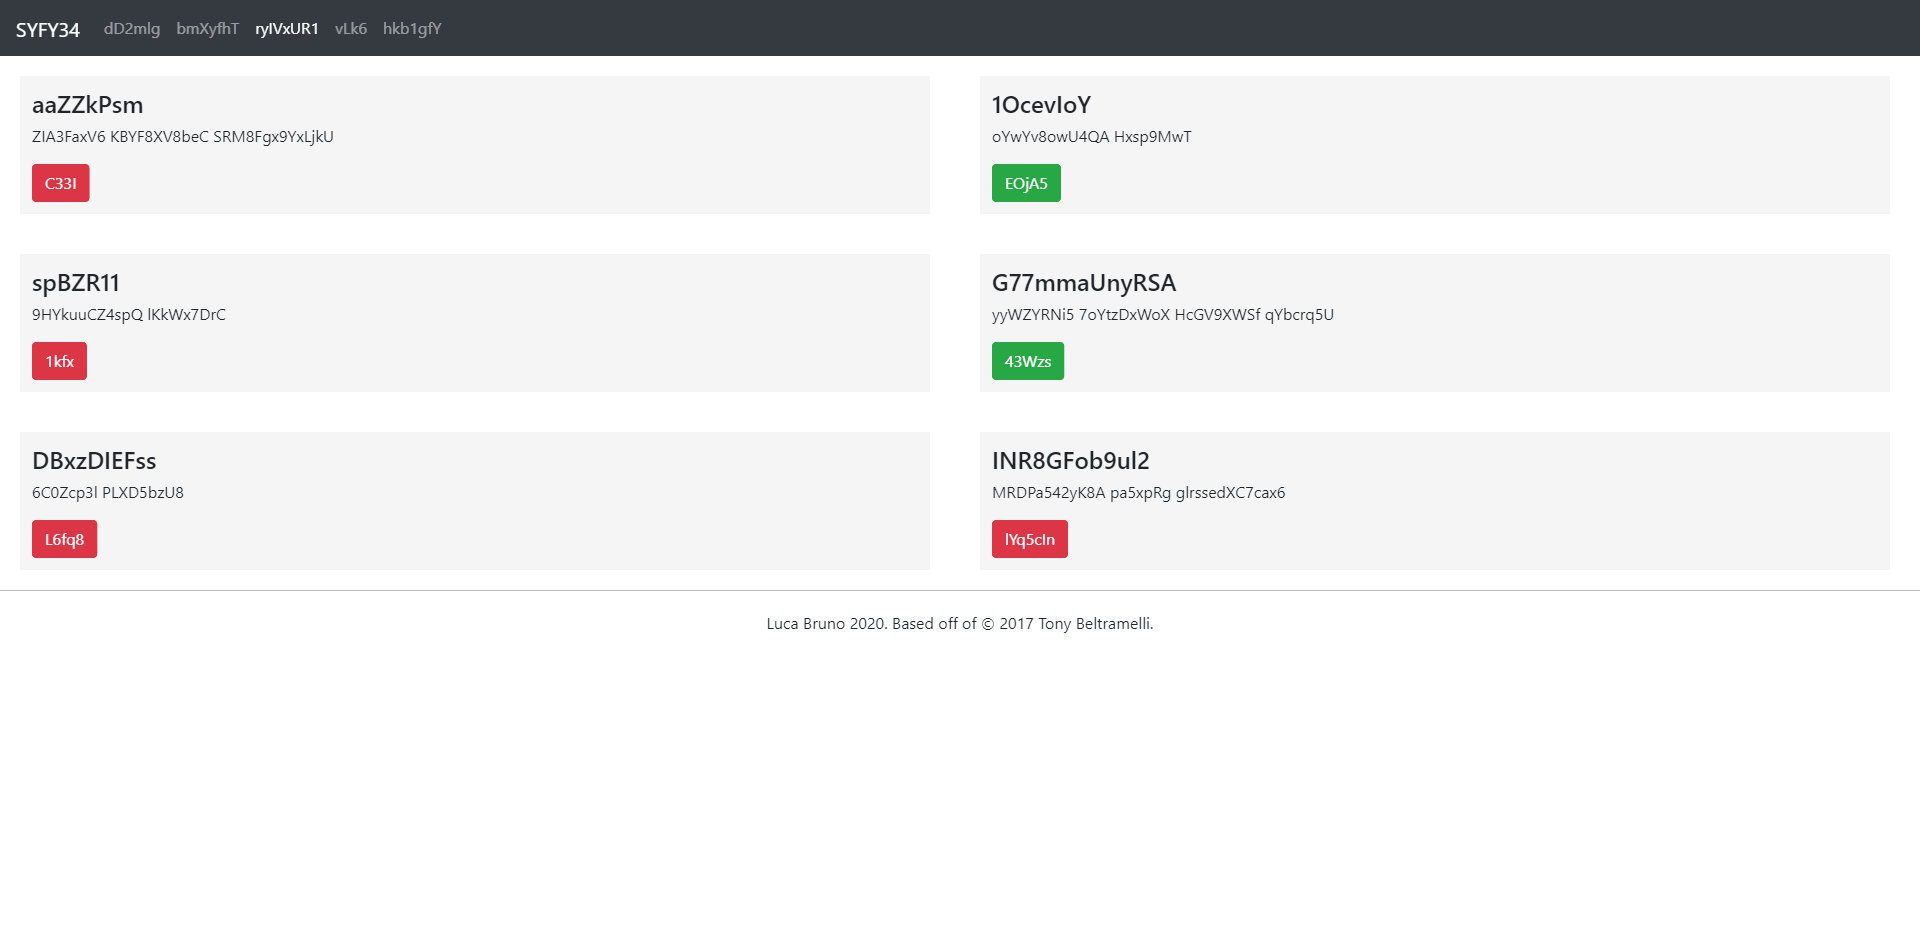 SYFY34 dD2mlg bmXyfhT ryIVxUR1 vLk6 hkb1gfY
aaZZkPsm
ZIA3FaxV6 KBYF8XV8beC SRM8Fgx9YxLjkU
C33I
1OcevIoY
oYwYv8owU4QA Hxsp9MwT
EOjA5
spBZR11
9HYkuuCZ4spQ lKkWx7DrC
1kfx
G77mmaUnyRSA
yyWZYRNi5 7oYtzDxWoX HcGV9XWSf qYbcrq5U
43Wzs
DBxzDIEFss
6C0Zcp3l PLXD5bzU8
L6fq8
INR8GFob9ul2
MRDPa542yK8A pa5xpRg glrssedXC7cax6
lYq5cIn
Luca Bruno 2020. Based off of © 2017 Tony Beltramelli.